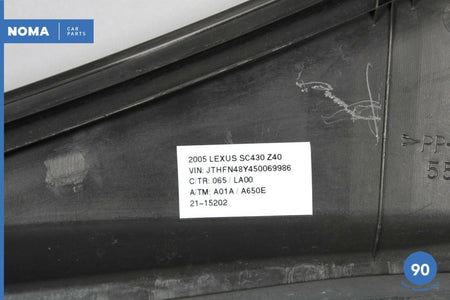 NOMA CAR PARTS
2005 LEXUS SC430 Z40
VIN: JTHFN48Y450069986
C/TR: 065 / LA00
A/TM: A01A / A650E
21-15202
>PP-
55
90